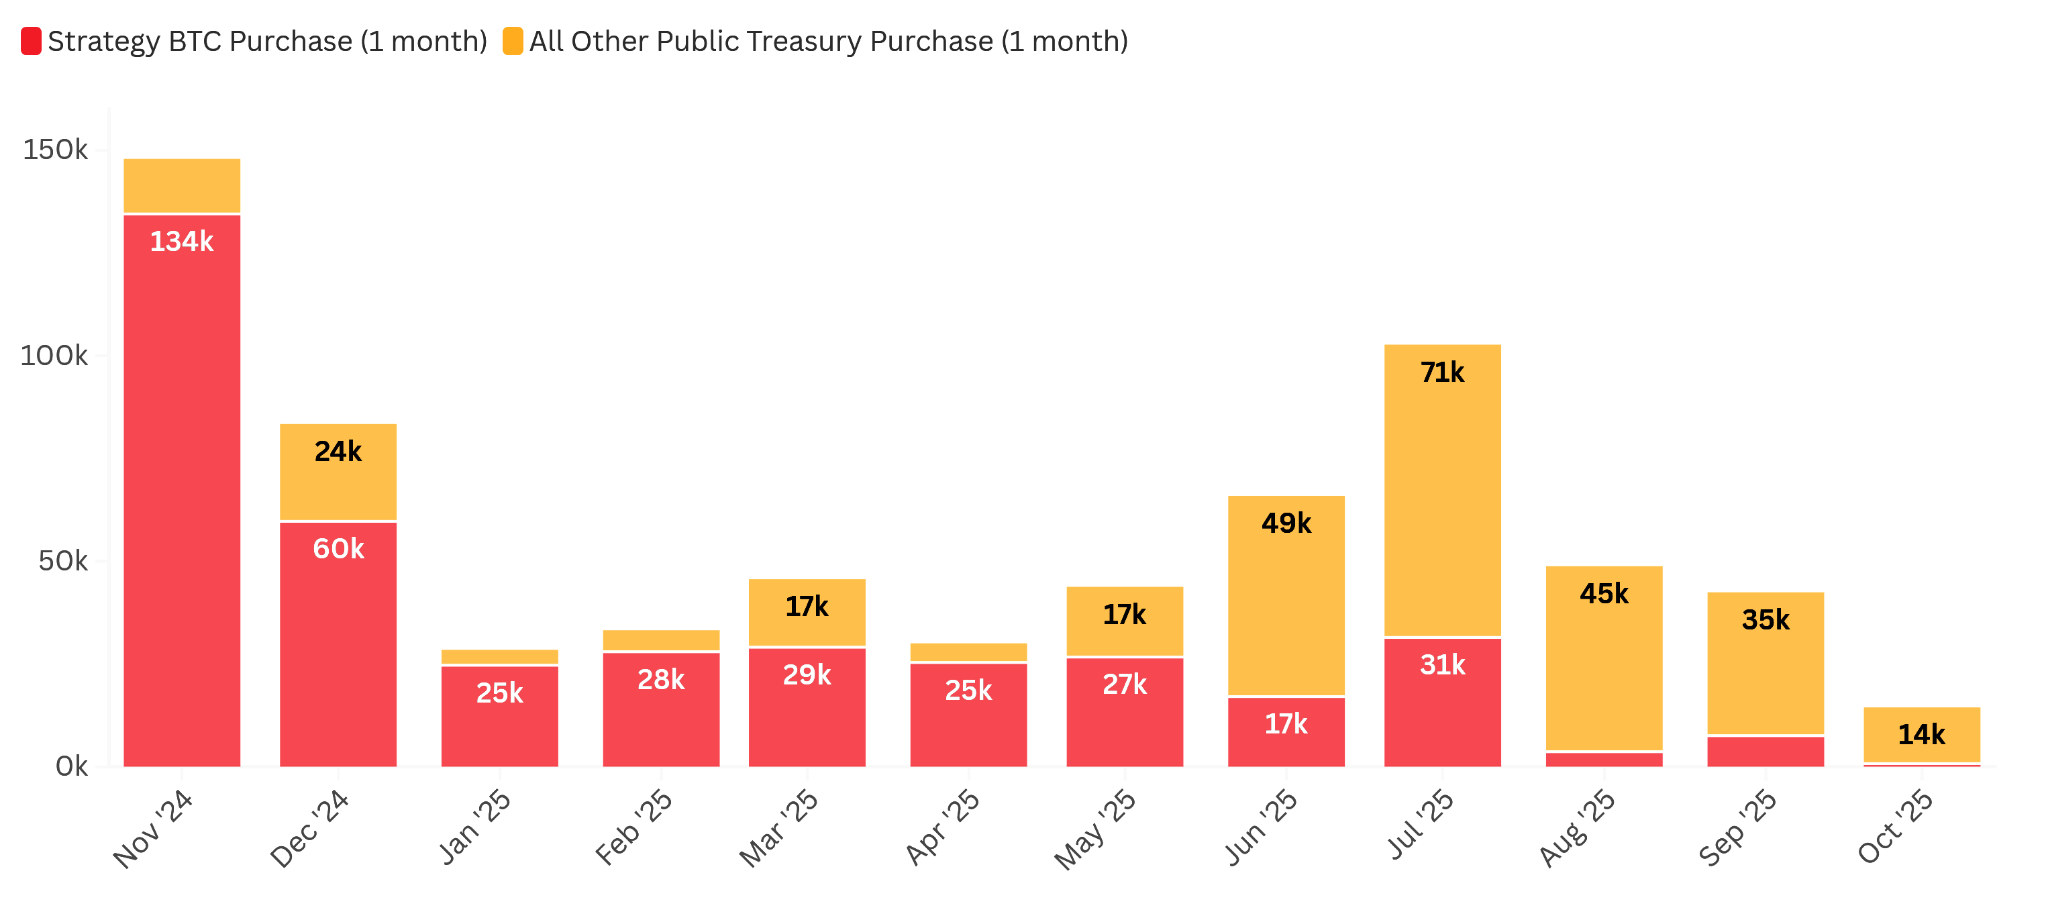 Strategy BTC Purchase (1 month) All Other Public Treasury Purchase (1 month)
150k
100k
50k
0k
134k
24k
60k
25k
28k
17k
29k
25k
17k
27k
49k
17k
71k
31k
45k
35k
14k
Nov '24
Dec '24
Jan '25
Feb '25
Mar '25
Apr '25
May '25
Jun '25
Jul '25
Aug '25
Sep '25
Oct '25